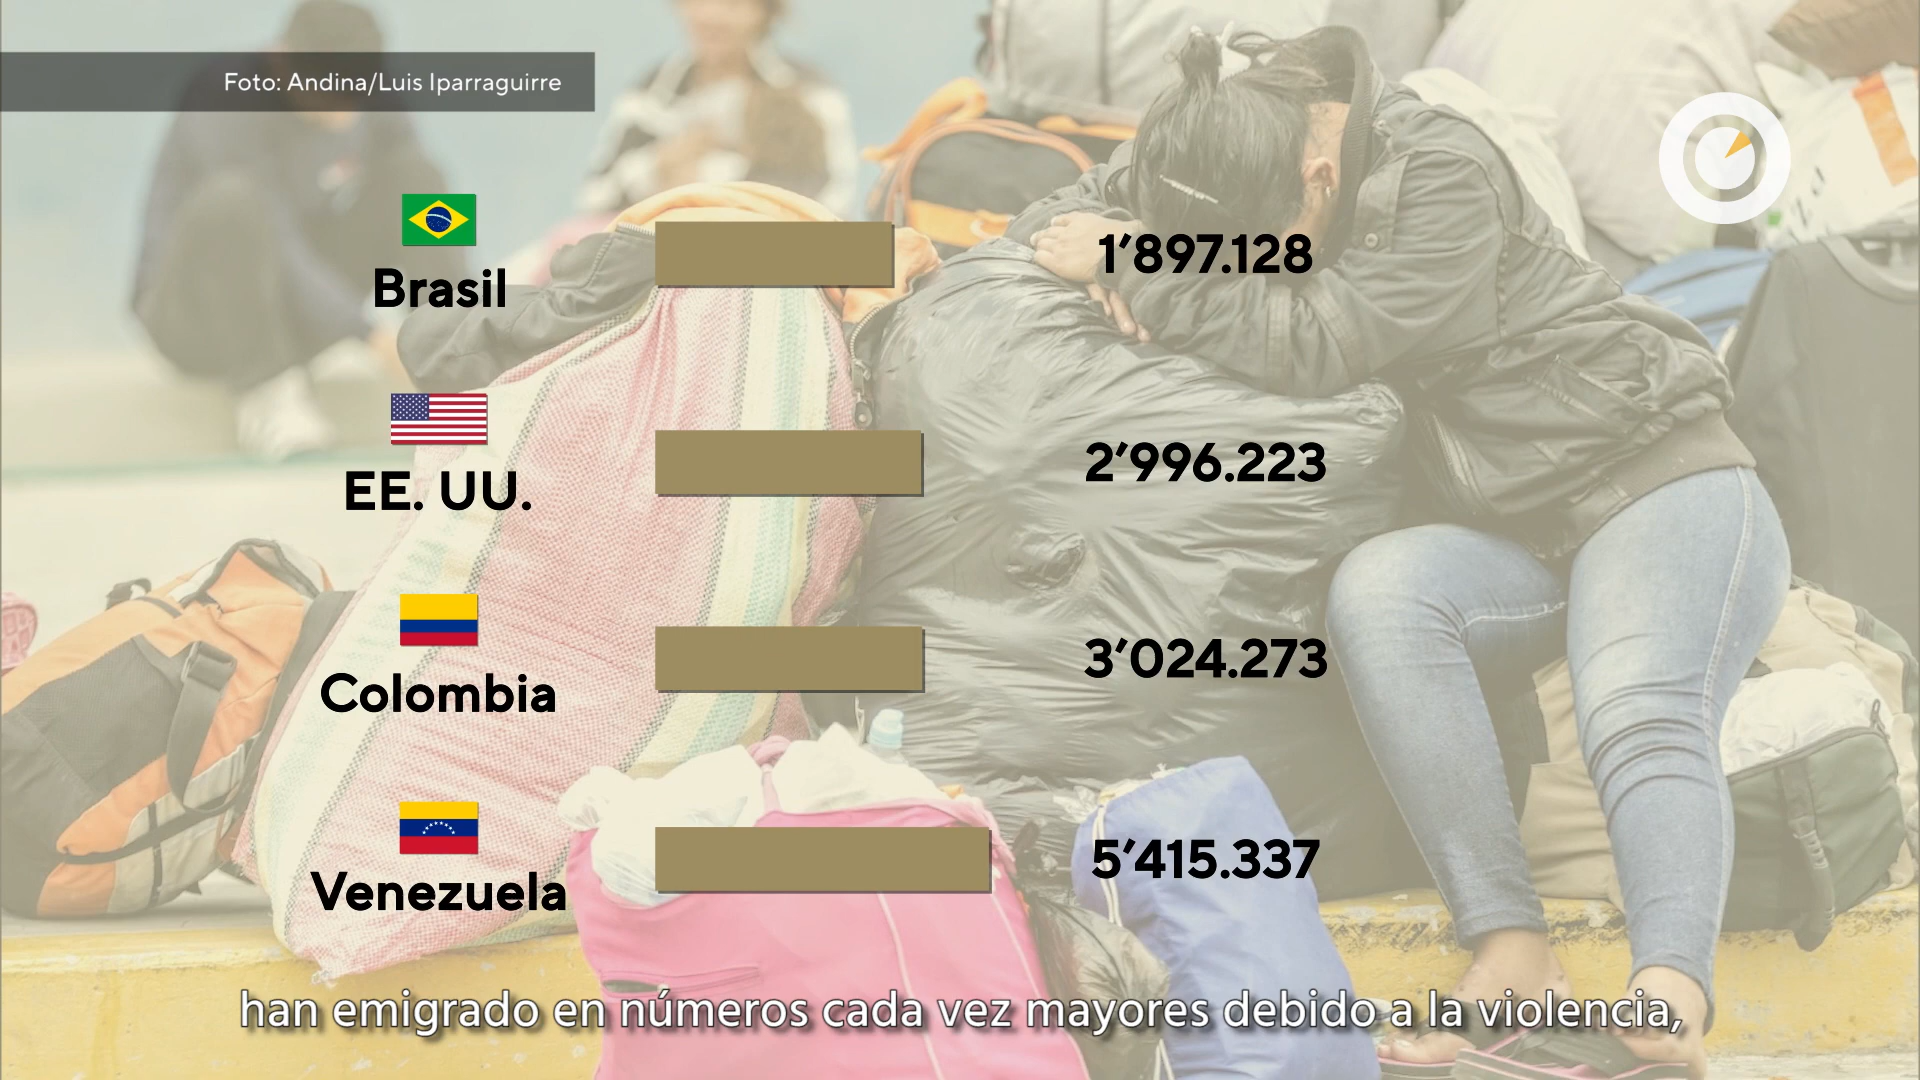 Foto: Andina/Luis Iparraguirre
Brasil
1’897.128
EE. UU.
2’996.223
Colombia
3’024.273
Venezuela
5’415.337
han emigrado en números cada vez mayores debido a la violencia,